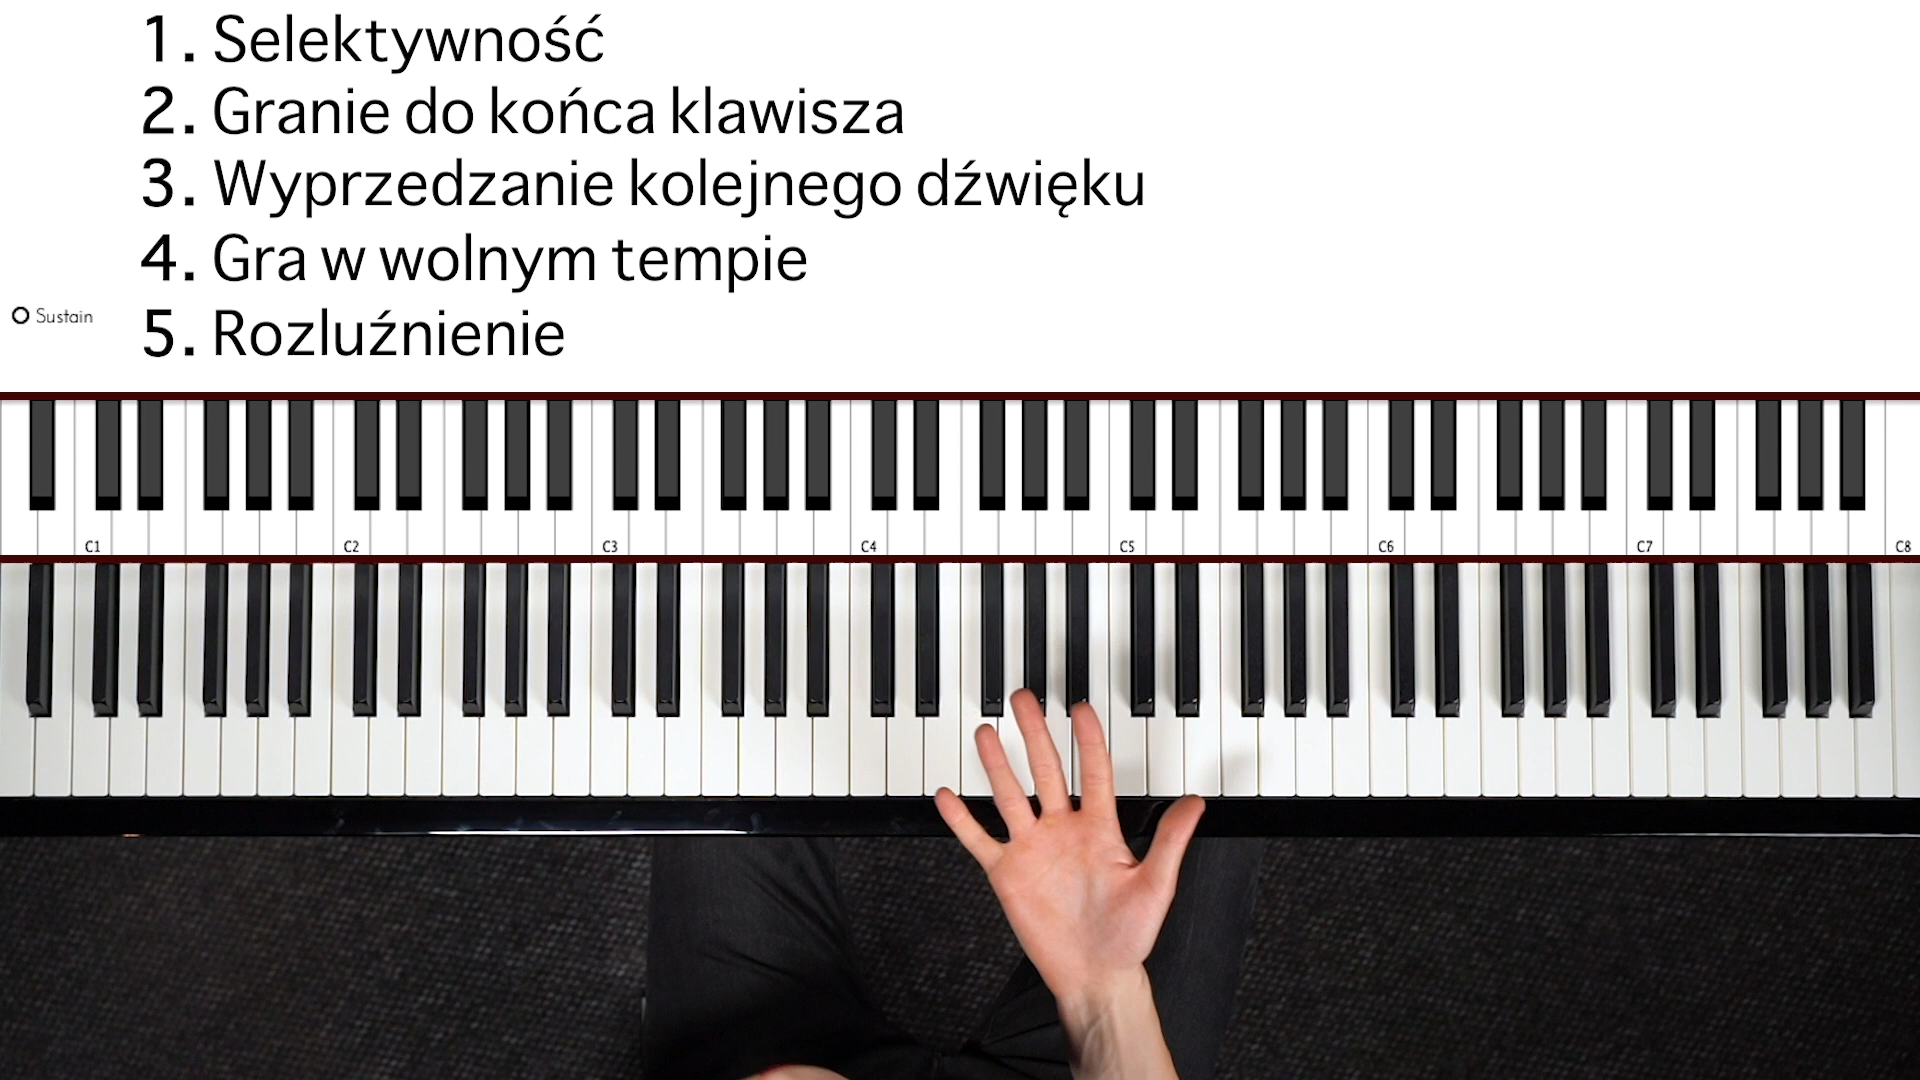 1. Selektywność
2. Granie do końca klawisza
3. Wyprzedzanie kolejnego dźwięku
4. Gra w wolnym tempie
Sustain
5. Rozluźnienie
C1 C2 C3 C4 C5 C6 C7 C8